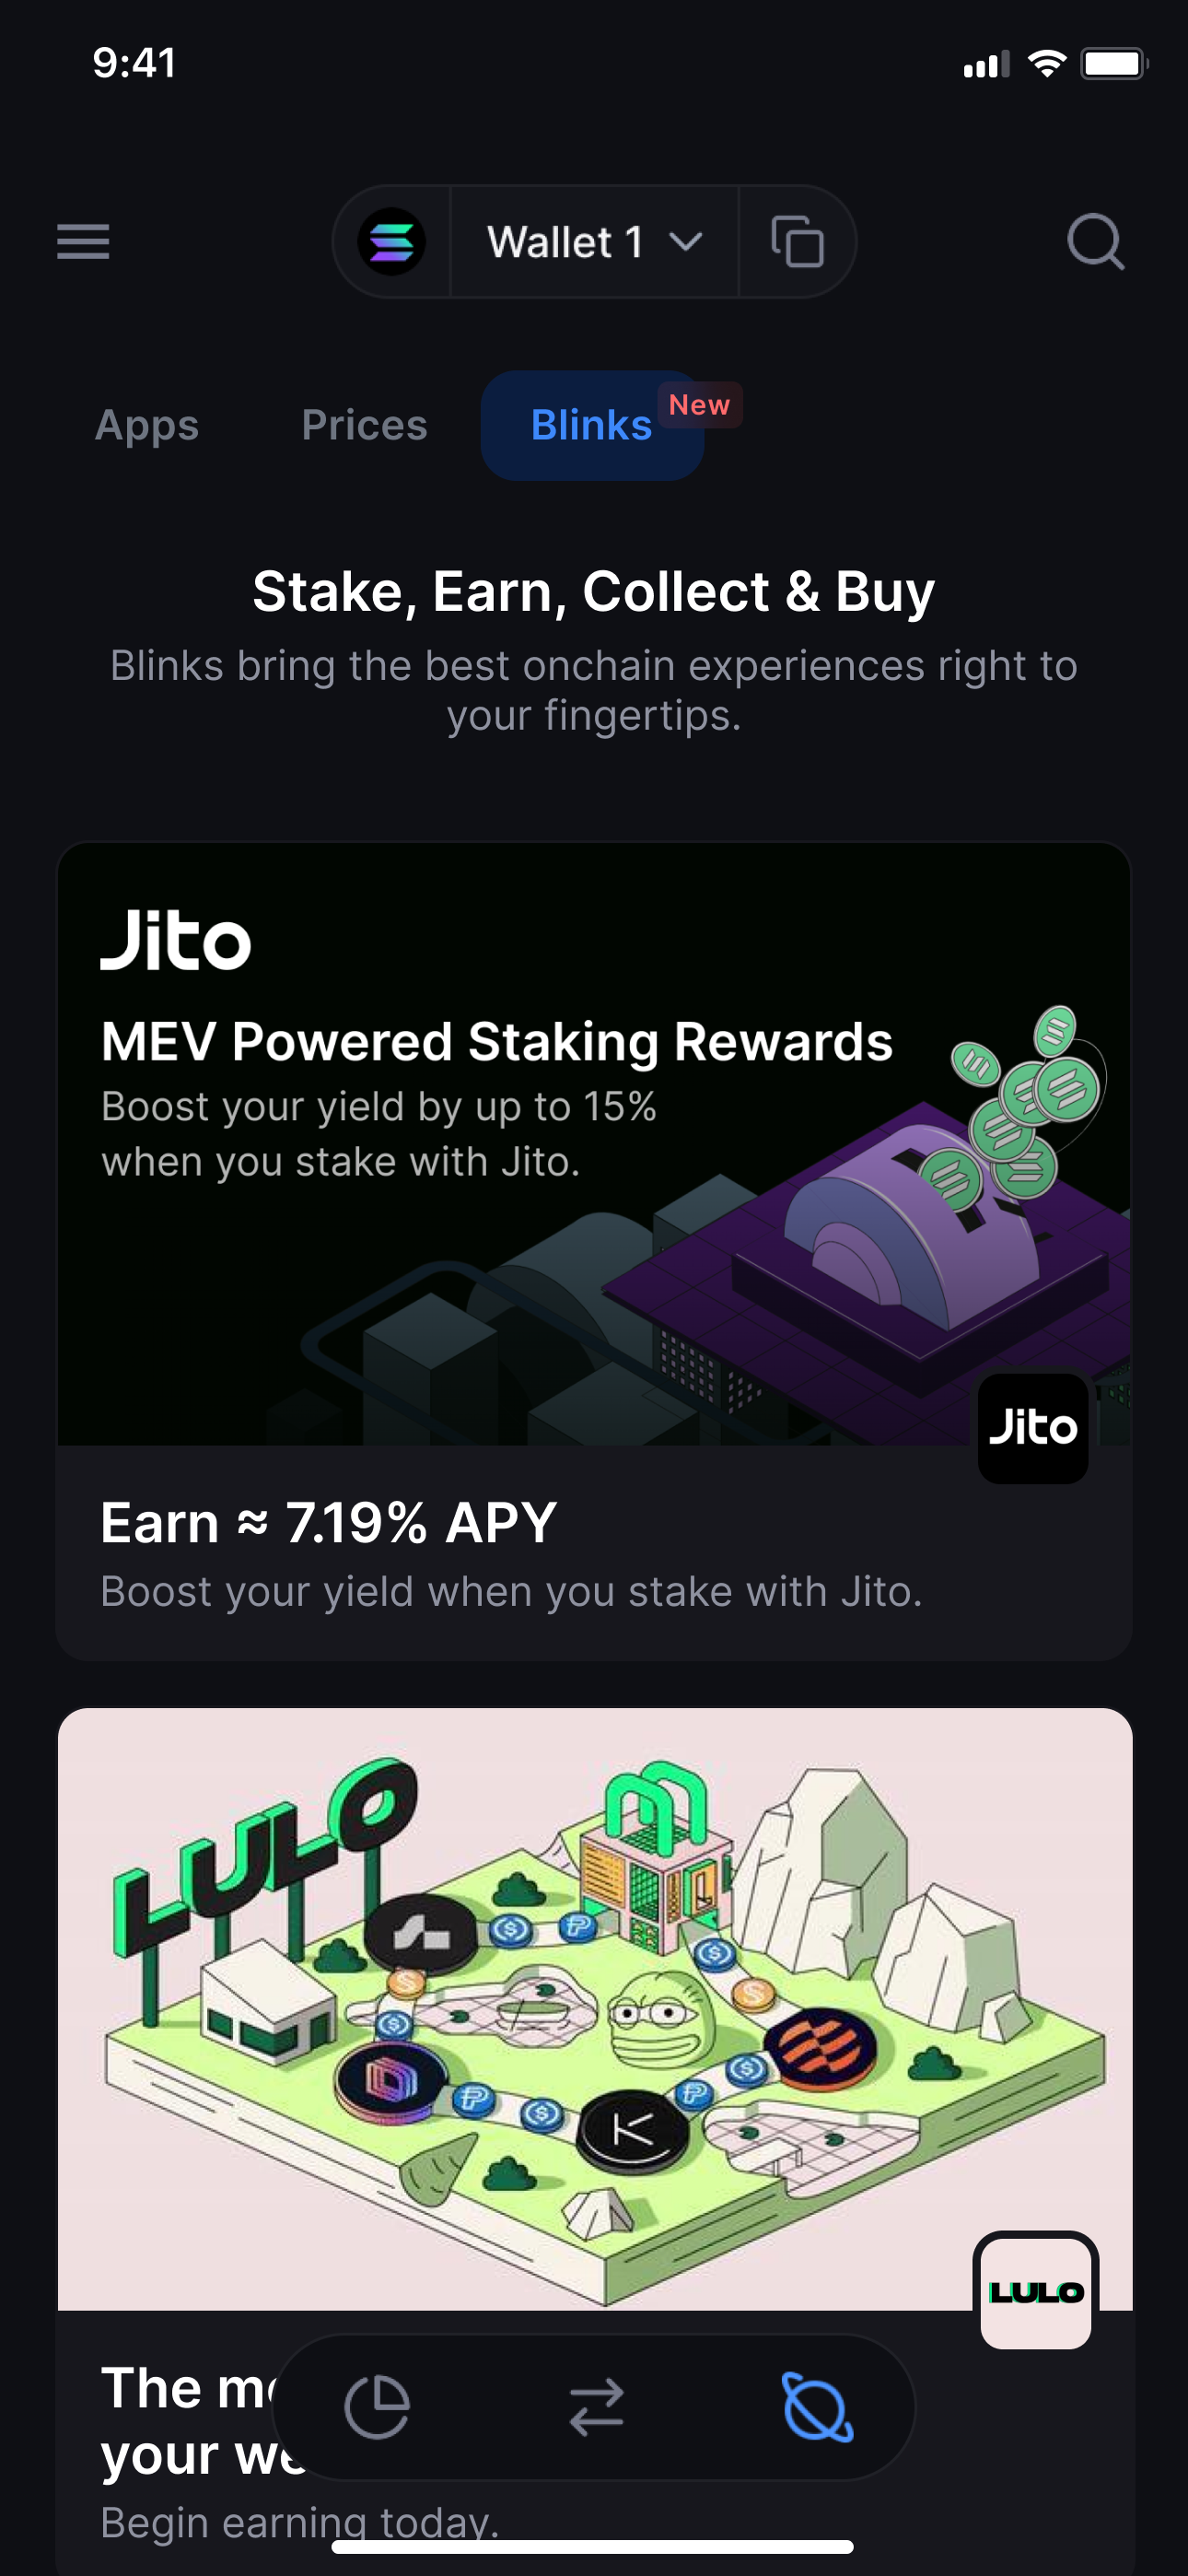 9:41
Wallet 1
Apps
Prices
Blinks
New
Stake, Earn, Collect & Buy
Blinks bring the best onchain experiences right to
your fingertips.
Jito
MEV Powered Staking Rewards
Boost your yield by up to 15%
when you stake with Jito.
Jito
Earn ≈ 7.19% APY
Boost your yield when you stake with Jito.
LULO
LULO
The
your
Begin earning today.